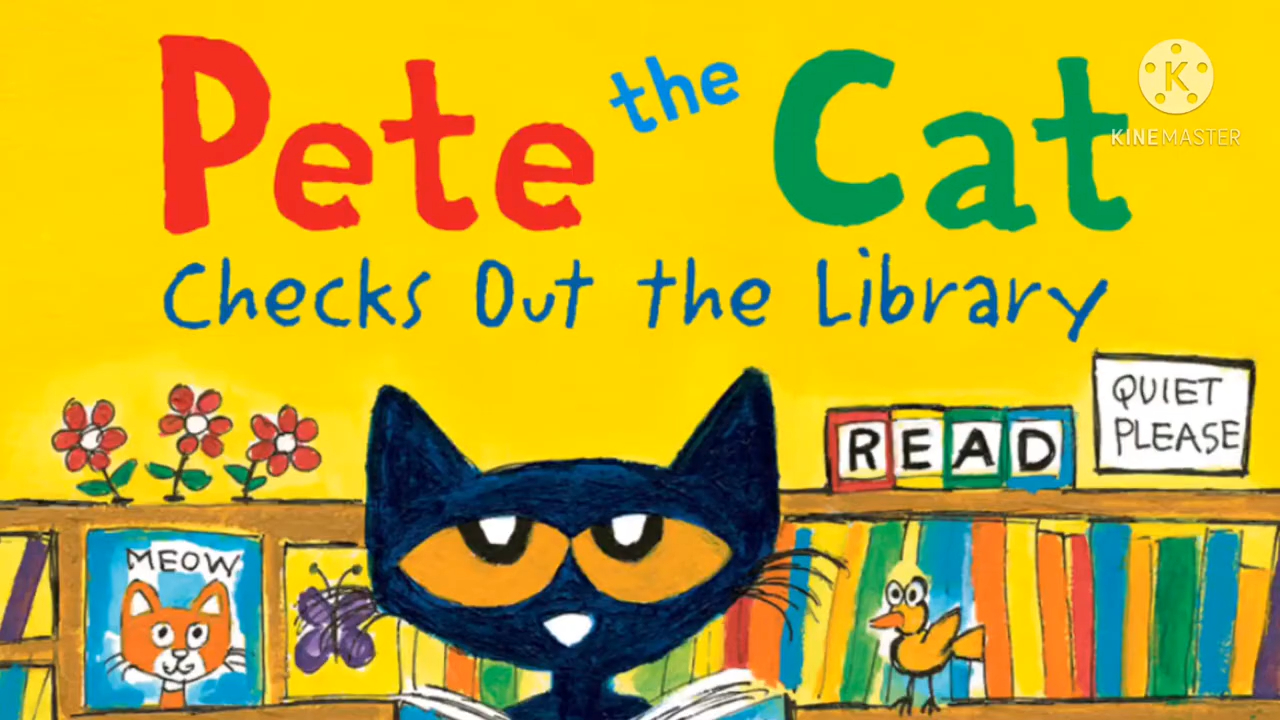 Pete the Cat
KINEMASTER
Checks Out the Library
READ
QUIET
PLEASE
MEOW